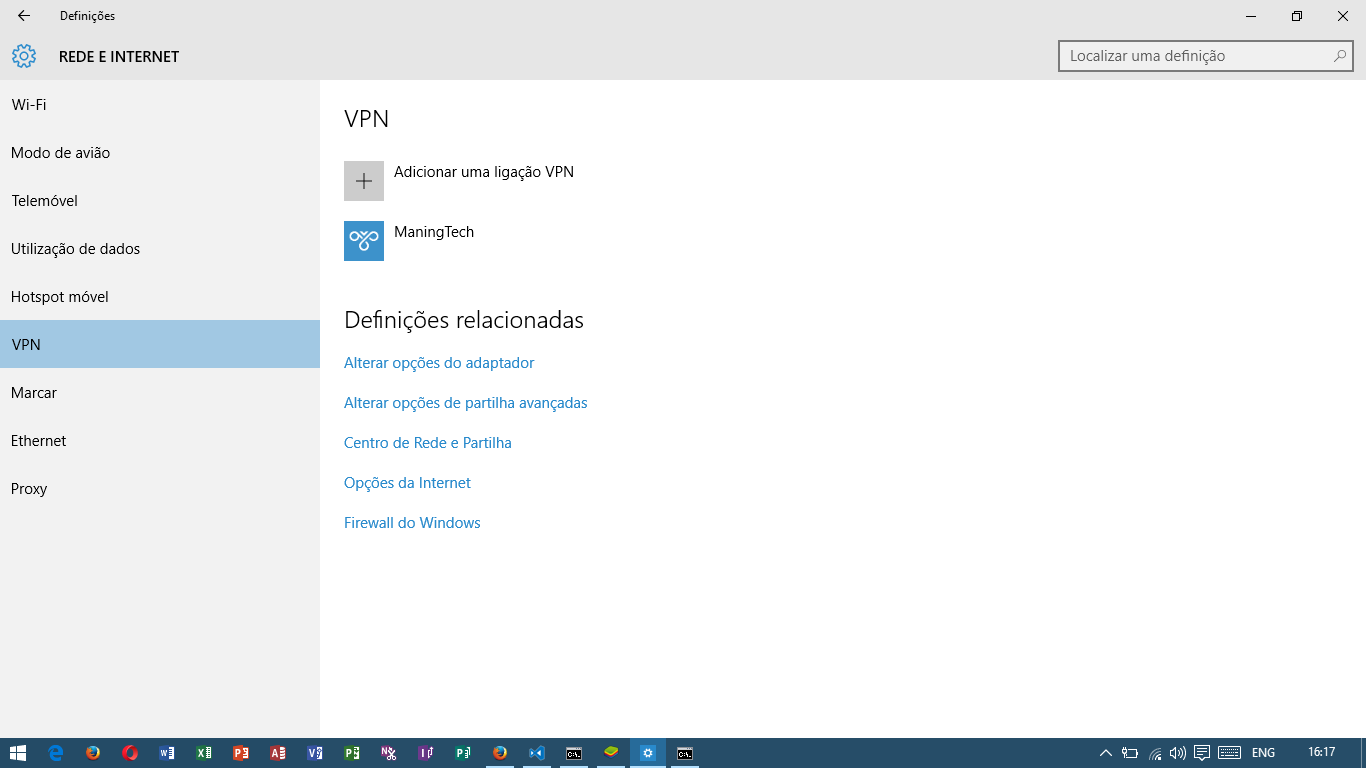 Definições
REDE E INTERNET
Localizar uma definição
Wi-Fi
Modo de avião
Telemóvel
Utilização de dados
Hotspot móvel
VPN
Marcar
Ethernet
Proxy
VPN
Adicionar uma ligação VPN
ManingTech
Definições relacionadas
Alterar opções do adaptador
Alterar opções de partilha avançadas
Centro de Rede e Partilha
Opções da Internet
Firewall do Windows
ENG
16:17